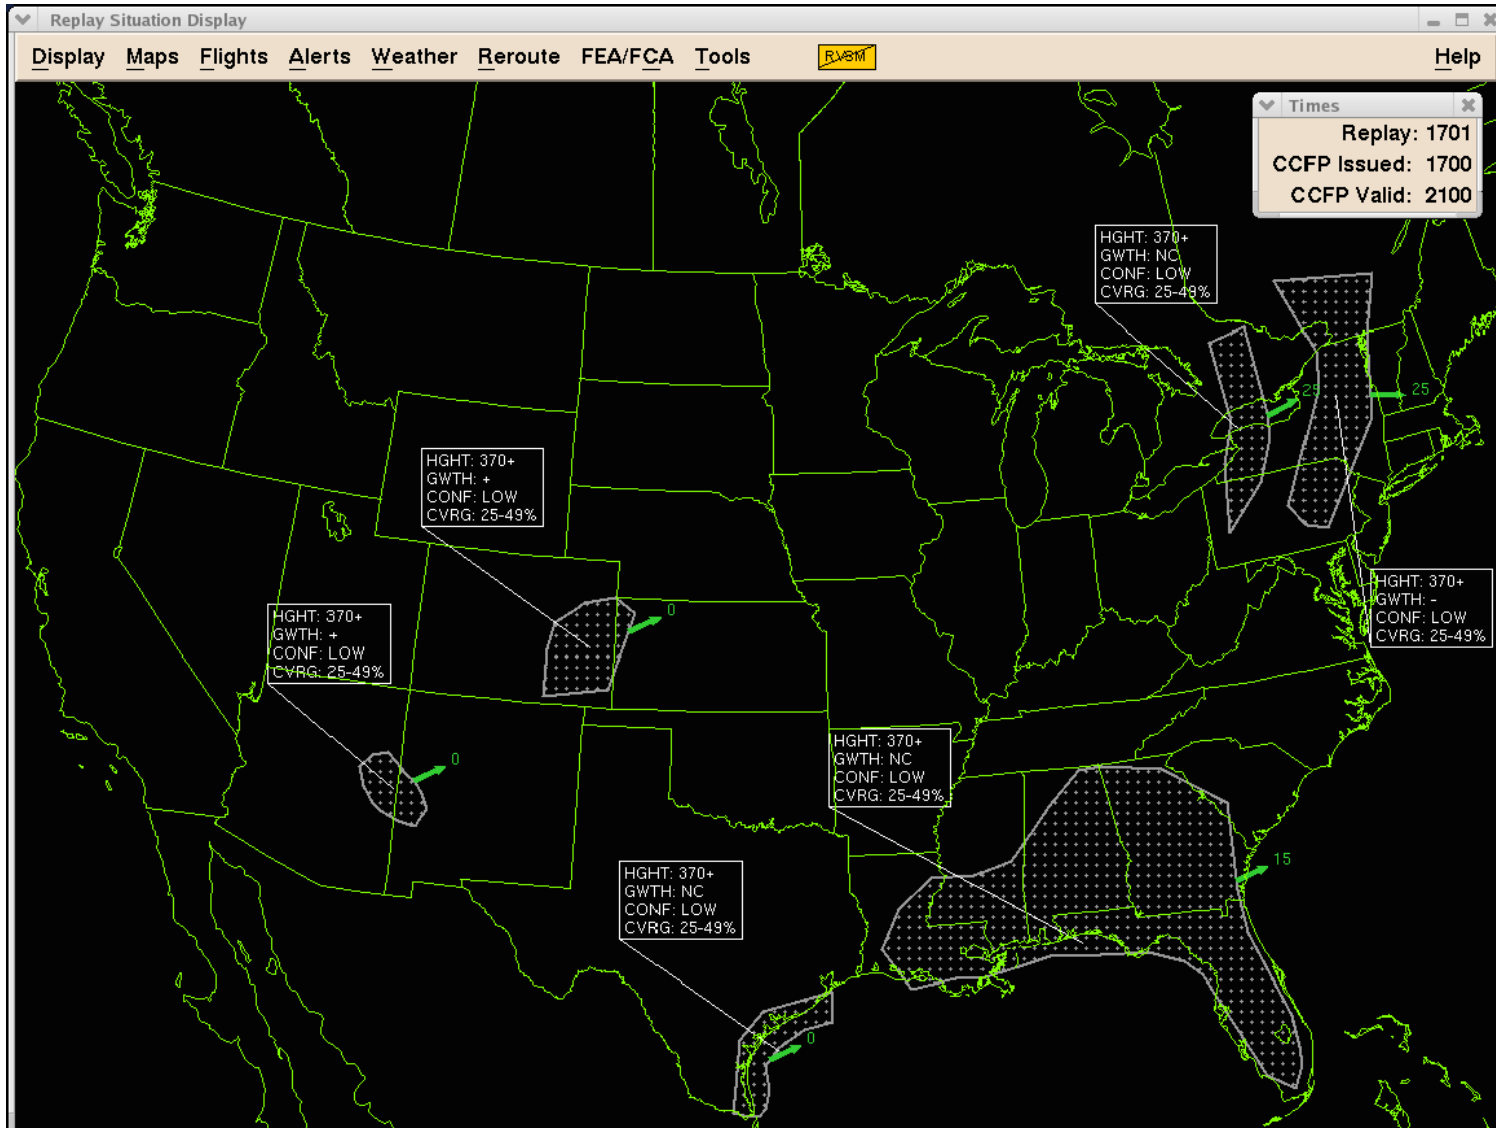 Replay Situation Display
Display Maps Flights Alerts Weather Reroute FEA/FCA Tools RVSM Help
Times
Replay: 1701
CCFP Issued: 1700
CCFP Valid: 2100
HGHT: 370+
GWTH: NC
CONF: LOW
CVRG: 25-49%
25
25
HGHT: 370+
GWTH: +
CONF: LOW
CVRG: 25-49%
HGHT: 370+
GWTH: -
CONF: LOW
CVRG: 25-49%
0
HGHT: 370+
GWTH: +
CONF: LOW
CVRG: 25-49%
0
HGHT: 370+
GWTH: NC
CONF: LOW
CVRG: 25-49%
15
HGHT: 370+
GWTH: NC
CONF: LOW
CVRG: 25-49%
0